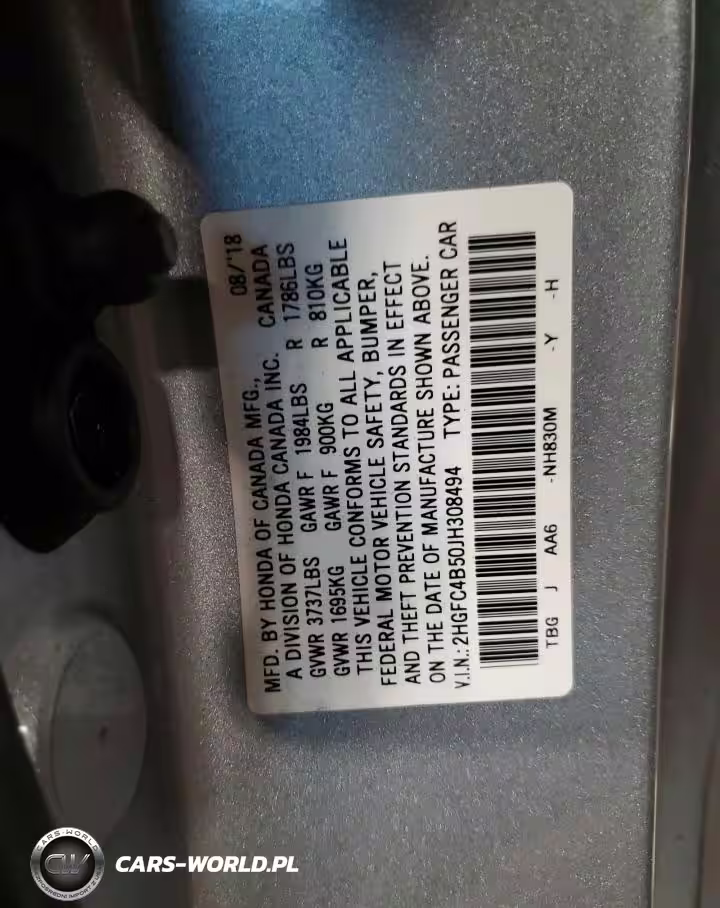 MFD. BY HONDA OF CANADA MFG., 08/'18
A DIVISION OF HONDA CANADA INC. CANADA
GVWR 3737LBS GAWR F 1984LBS R 1786LBS
GVWR 1695KG GAWR F 900KG R 810KG
THIS VEHICLE CONFORMS TO ALL APPLICABLE
FEDERAL MOTOR VEHICLE SAFETY, BUMPER,
AND THEFT PREVENTION STANDARDS IN EFFECT
ON THE DATE OF MANUFACTURE SHOWN ABOVE.
V.I.N.: 2HGFC4B50JH308494 TYPE: PASSENGER CAR
TBG J AA6 -NH830M -Y -H
CARS-WORLD
CW
CARS-WORLD.PL